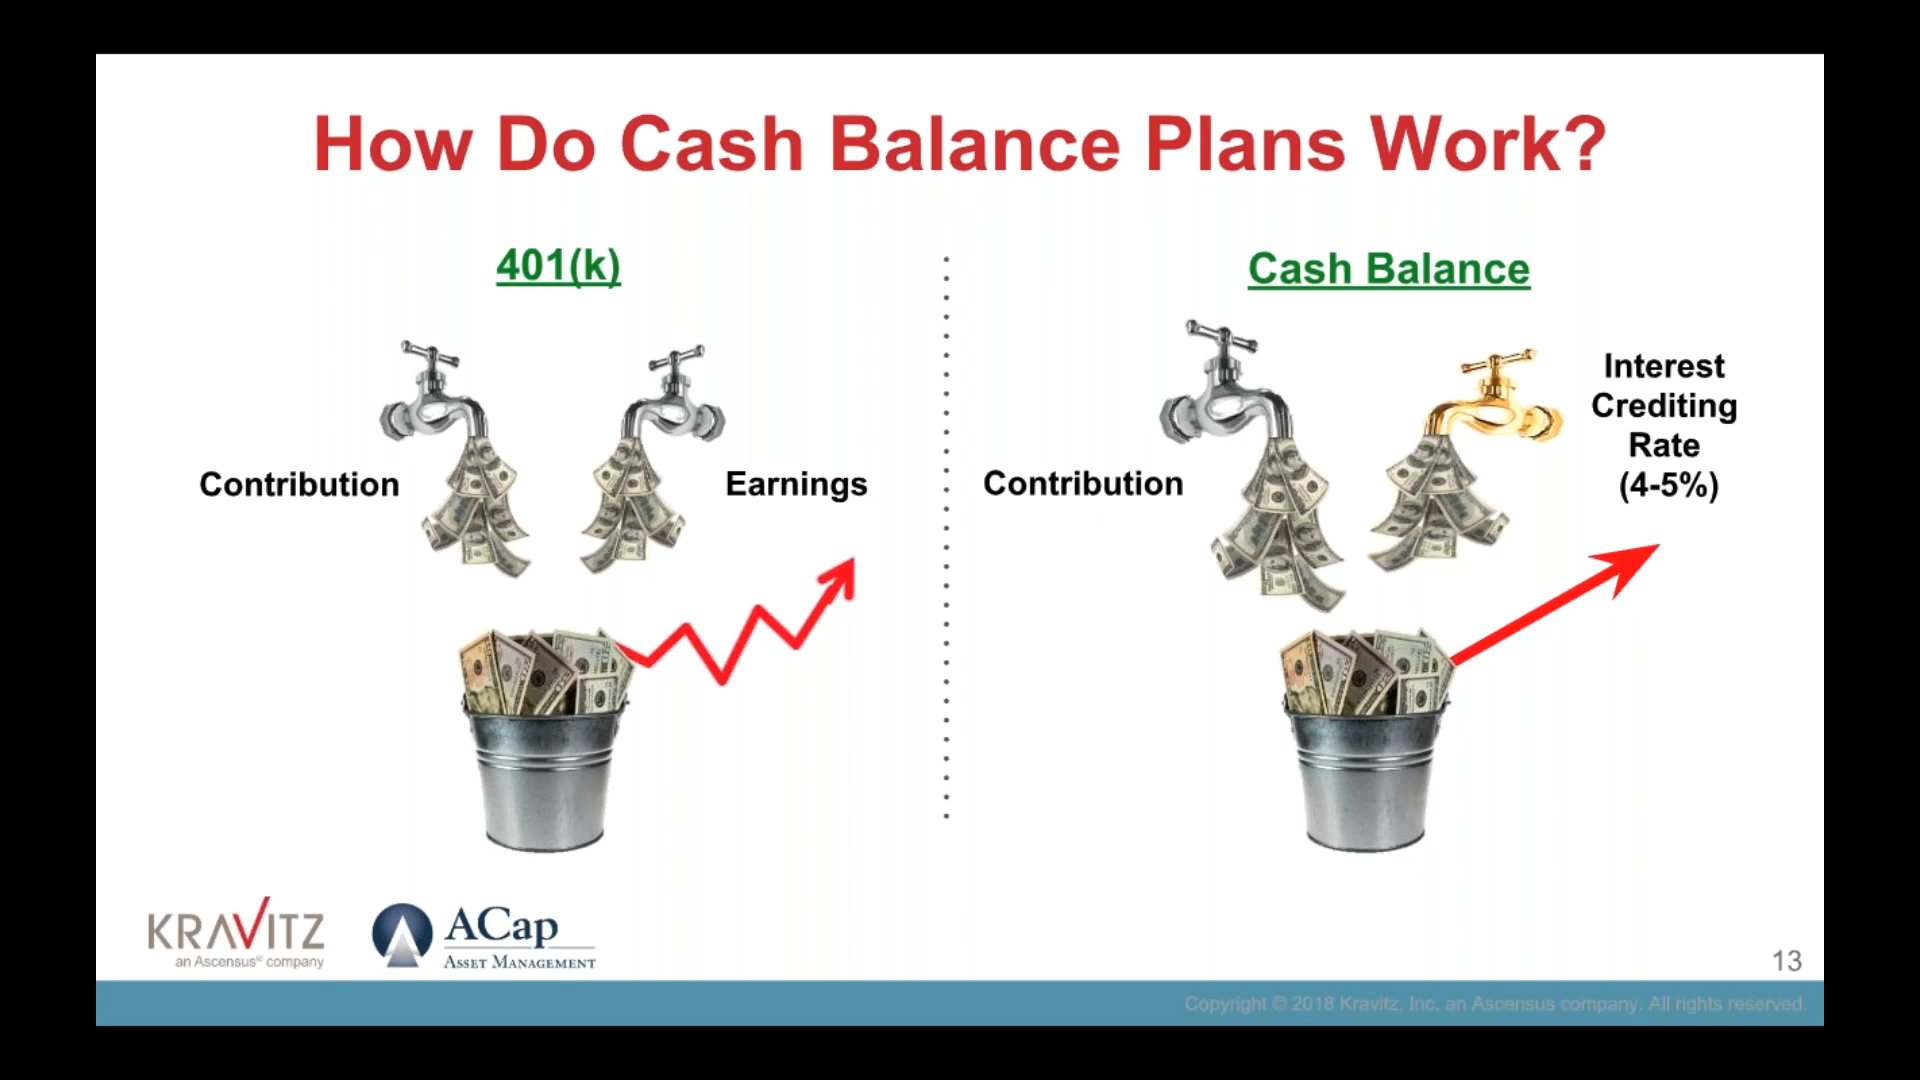 How Do Cash Balance Plans Work?
401(k)
Contribution
Earnings
Cash Balance
Contribution
Interest
Crediting
Rate
(4-5%)
KRAVITZ
an Ascensus® company
ACap
ASSET MANAGEMENT
13
Copyright © 2018 Kravitz, Inc. an Ascensus company. All rights reserved.